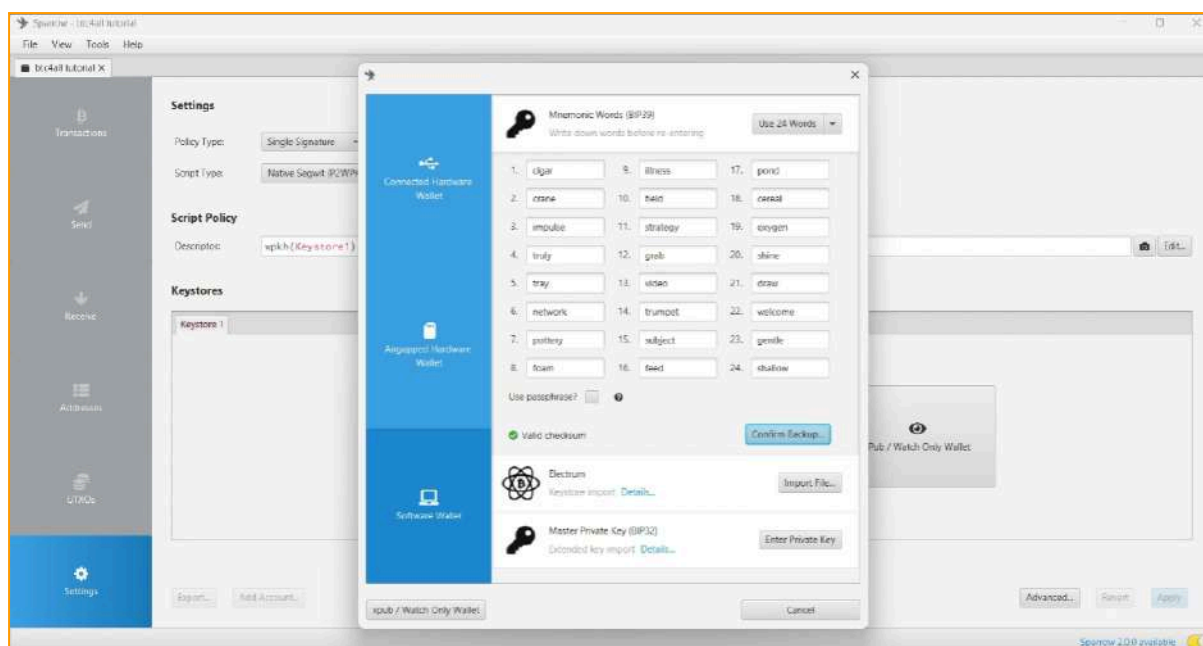 Sparrow - btc4all tutorial
File View Tools Help
btc4all tutorial X
Transactions
Send
Receive
Addresses
UTXOs
Settings
Settings
Policy Type: Single Signature
Script Type: Native Segwit (P2WPK
Script Policy
Descriptor: wpkh(Keystore1)
Edit...
Keystores
Keystore 1
Pub / Watch Only Wallet
Export... Add Account... Advanced... Revert Apply
Sparrow 2.0.0 available
Connected Hardware
Wallet
Airgapped Hardware
Wallet
Software Wallet
Mnemonic Words (BIP39)
Write down words before re-entering
Use 24 Words
1. cigar 9. illness 17. pond
2. crane 10. field 18. cereal
3. impulse 11. strategy 19. oxygen
4. truly 12. grab 20. shine
5. tray 13. video 21. draw
6. network 14. trumpet 22. welcome
7. pottery 15. subject 23. gentle
8. foam 16. feed 24. shallow
Use passphrase?
Valid checksum
Confirm Backup...
Electrum
Keystore import Details...
Import File...
Master Private Key (BIP32)
Extended key import Details...
Enter Private Key
xpub / Watch Only Wallet
Cancel